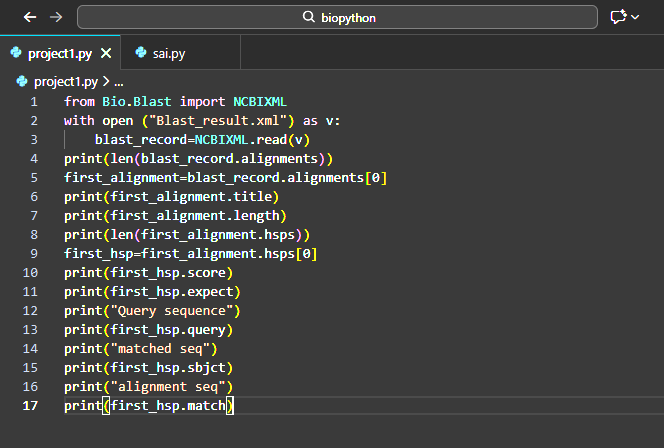 biopython
project1.py sai.py
project1.py > ...
1 from Bio.Blast import NCBIXML
2 with open ("Blast_result.xml") as v:
3     blast_record=NCBIXML.read(v)
4 print(len(blast_record.alignments))
5 first_alignment=blast_record.alignments[0]
6 print(first_alignment.title)
7 print(first_alignment.length)
8 print(len(first_alignment.hsps))
9 first_hsp=first_alignment.hsps[0]
10 print(first_hsp.score)
11 print(first_hsp.expect)
12 print("Query sequence")
13 print(first_hsp.query)
14 print("matched seq")
15 print(first_hsp.sbjct)
16 print("alignment seq")
17 print(first_hsp.match)